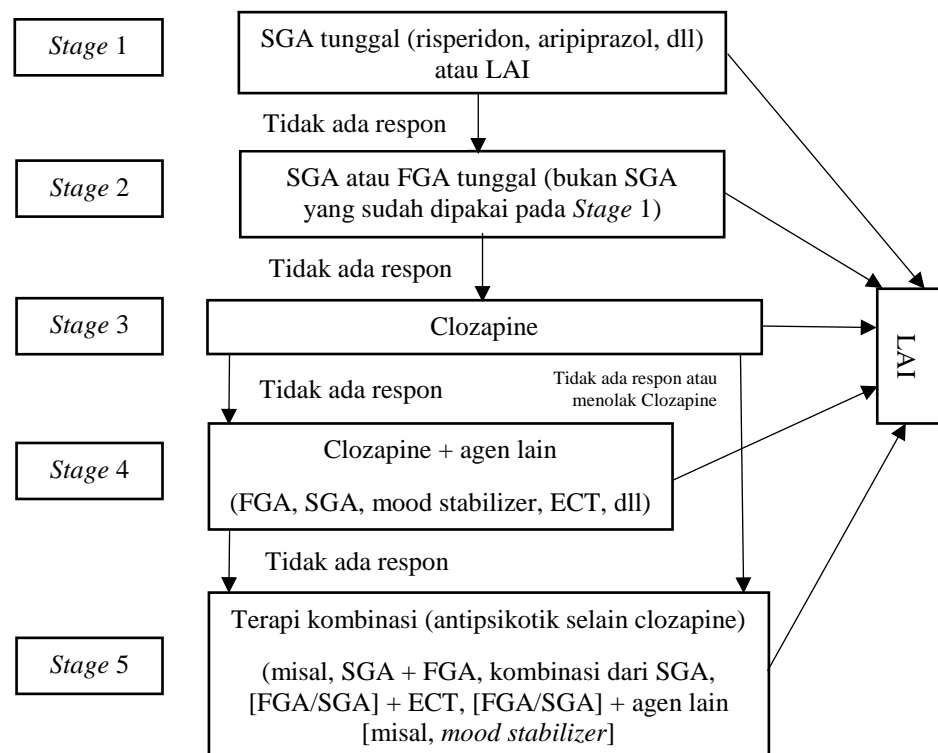 Stage 1
SGA tunggal (risperidon, aripiprazol, dll)
atau LAI
Tidak ada respon
Stage 2
SGA atau FGA tunggal (bukan SGA
yang sudah dipakai pada Stage 1)
Tidak ada respon
Stage 3
Clozapine
LAI
Tidak ada respon
Tidak ada respon atau
menolak Clozapine
Stage 4
Clozapine + agen lain
(FGA, SGA, mood stabilizer, ECT, dll)
Tidak ada respon
Stage 5
Terapi kombinasi (antipsikotik selain clozapine)
(misal, SGA + FGA, kombinasi dari SGA,
[FGA/SGA] + ECT, [FGA/SGA] + agen lain
[misal, mood stabilizer]